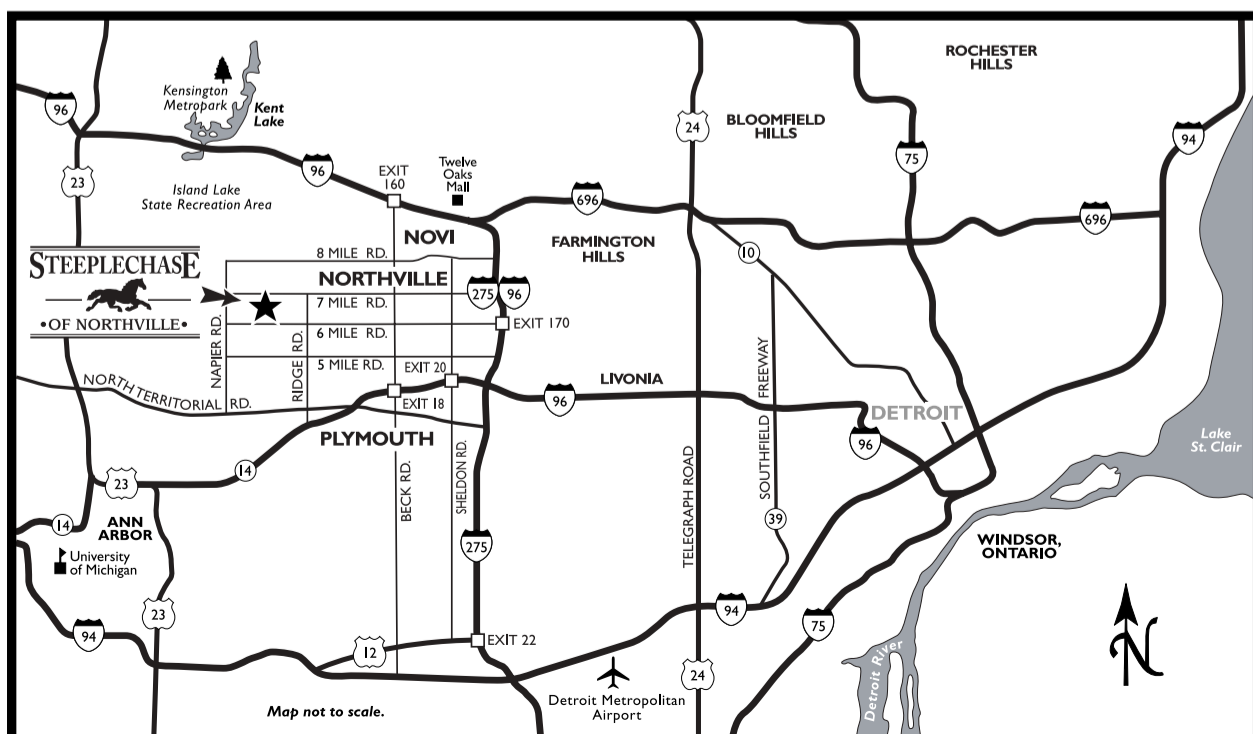 ROCHESTER
HILLS
Kensington
Metropark
Kent
Lake
96
24
BLOOMFIELD
HILLS
94
75
EXIT
160
Twelve
Oaks
Mall
96
23
Island Lake
State Recreation Area
696
696
NOVI
FARMINGTON
HILLS
10
8 MILE RD.
STEEPLECHASE
OF NORTHVILLE
NORTHVILLE
275
96
7 MILE RD.
6 MILE RD.
EXIT 170
NAPIER RD.
RIDGE RD.
5 MILE RD.
EXIT 20
LIVONIA
SOUTHFIELD FREEWAY
NORTH TERRITORIAL RD.
EXIT 18
96
DETROIT
96
PLYMOUTH
Lake
St. Clair
14
23
BECK RD.
SHELDON RD.
TELEGRAPH ROAD
14
ANN
ARBOR
39
University
of Michigan
275
WINDSOR,
ONTARIO
23
94
94
75
12
EXIT 22
N
24
Detroit River
Detroit Metropolitan
Airport
Map not to scale.